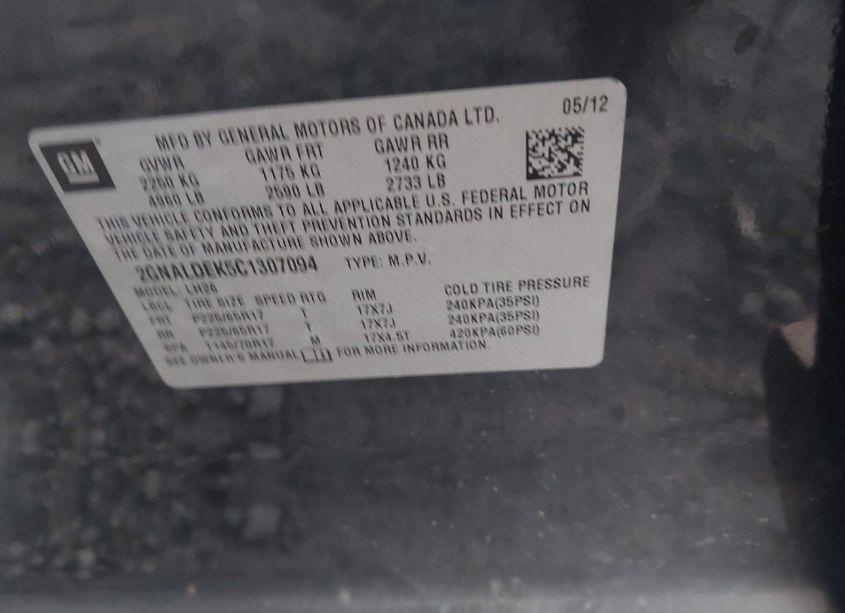 GM
05/12
MFD BY GENERAL MOTORS OF CANADA LTD.
GVWR GAWR FRT GAWR RR
2250 KG 1175 KG 1240 KG
4960 LB 2590 LB 2733 LB
THIS VEHICLE CONFORMS TO ALL APPLICABLE U.S. FEDERAL MOTOR
VEHICLE SAFETY AND THEFT PREVENTION STANDARDS IN EFFECT ON
THE DATE OF MANUFACTURE SHOWN ABOVE.
2GNALDEK5C1307094 TYPE: M.P.V.
MODEL: LH26
LOCL TIRE SIZE SPEED RTG RIM COLD TIRE PRESSURE
FRT P225/65R17 T 17X7J 240KPA(35PSI)
RR P225/65R17 T 17X7J 240KPA(35PSI)
SPA T145/70R17 M 17X4.5T 420KPA(60PSI)
SEE OWNER'S MANUAL FOR MORE INFORMATION.